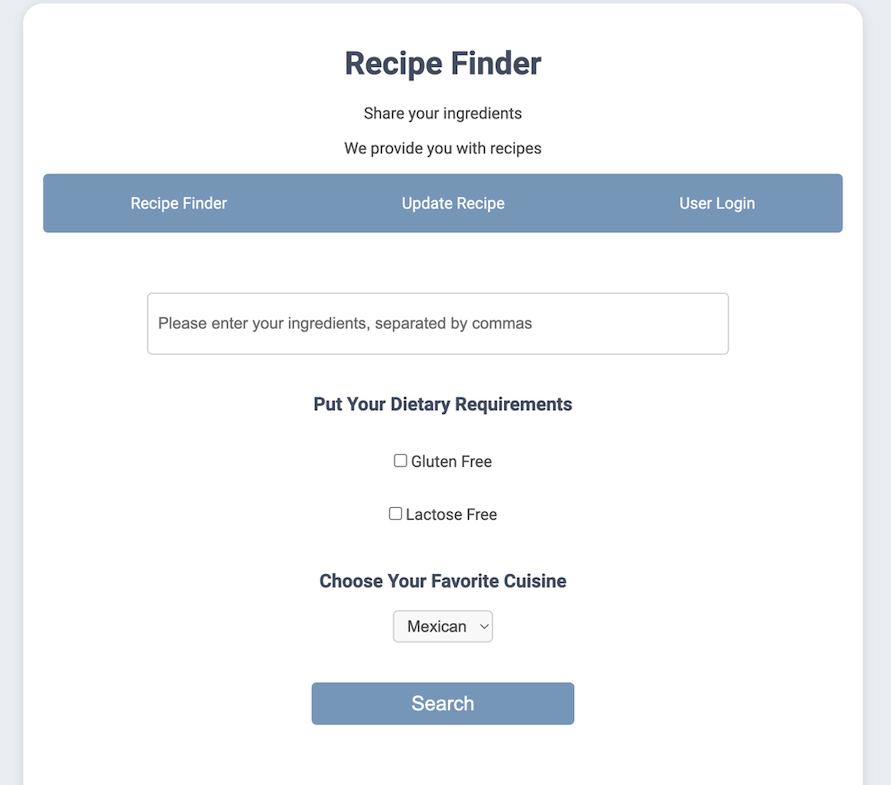 Recipe Finder
Share your ingredients
We provide you with recipes
Recipe Finder Update Recipe User Login
Please enter your ingredients, separated by commas
Put Your Dietary Requirements
Gluten Free
Lactose Free
Choose Your Favorite Cuisine
Mexican
Search